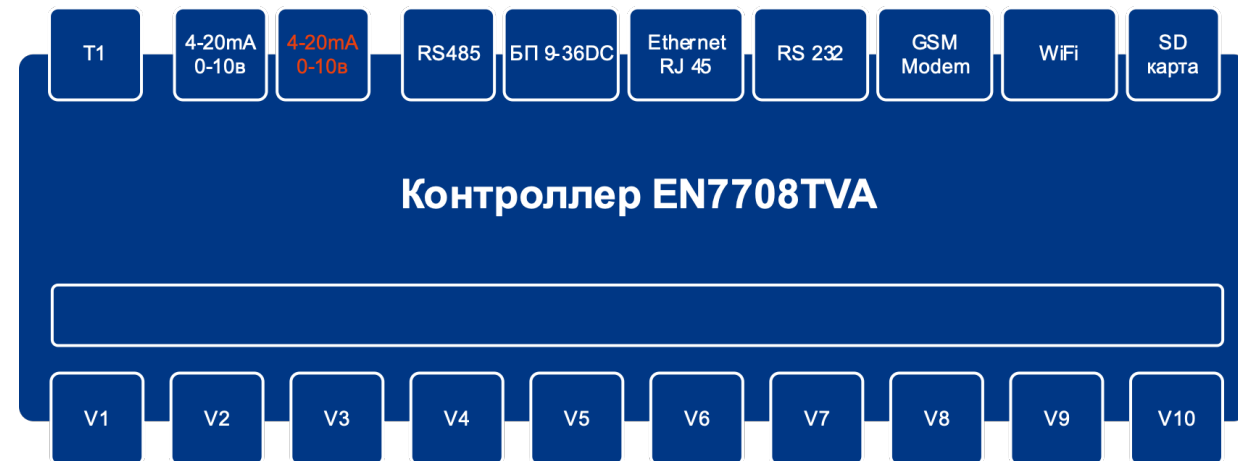 T1
4-20mA
0-10в
4-20mA
0-10в
RS485
БП 9-36DC
Ethernet
RJ 45
RS 232
GSM
Modem
WiFi
SD
карта
Контроллер EN7708TVA
V1
V2
V3
V4
V5
V6
V7
V8
V9
V10